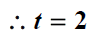 ∴ t = 2